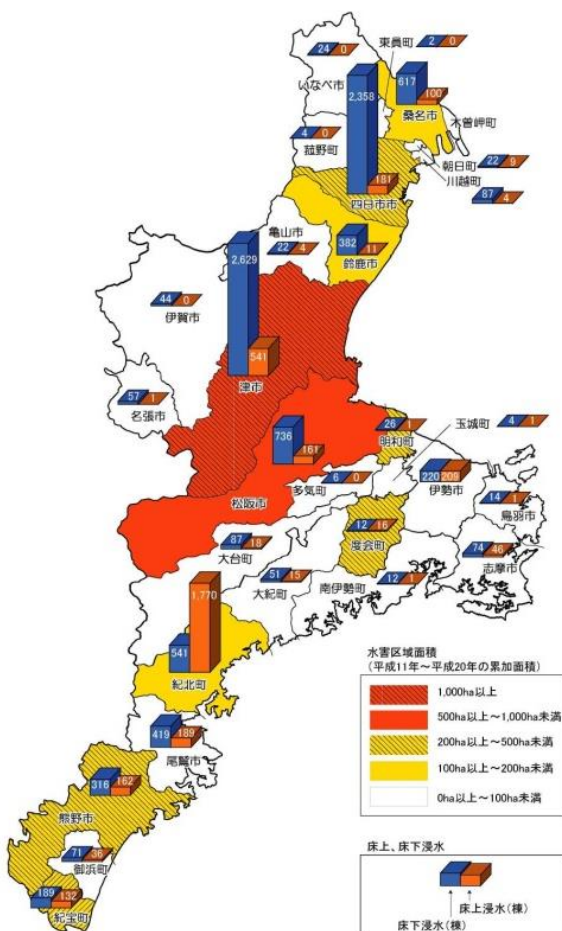 東員町
2 0
24 0
いなべ市
617
100
2,358
桑名市
木曽岬町
4 0
菰野町
朝日町
22 9
川越町
181
87 4
四日市市
亀山市
22 4
382
11
鈴鹿市
2,629
44 0
伊賀市
541
57 1
名張市
津市
736
161
26 1
明和町
玉城町
4 1
松阪市
6 0
多気町
220 209
伊勢市
14 1
鳥羽市
87 18
大台町
12 16
度会町
74 46
志摩市
51 15
大紀町
南伊勢町
12 1
1,770
541
紀北町
419
189
尾鷲市
316
162
熊野市
71 36
御浜町
189 132
紀宝町
水害区域面積
(平成11年～平成20年の累加面積)
1,000ha以上
500ha以上～1,000ha未満
200ha以上～500ha未満
100ha以上～200ha未満
0ha以上～100ha未満
床上、床下浸水
床上浸水(棟)
床下浸水(棟)